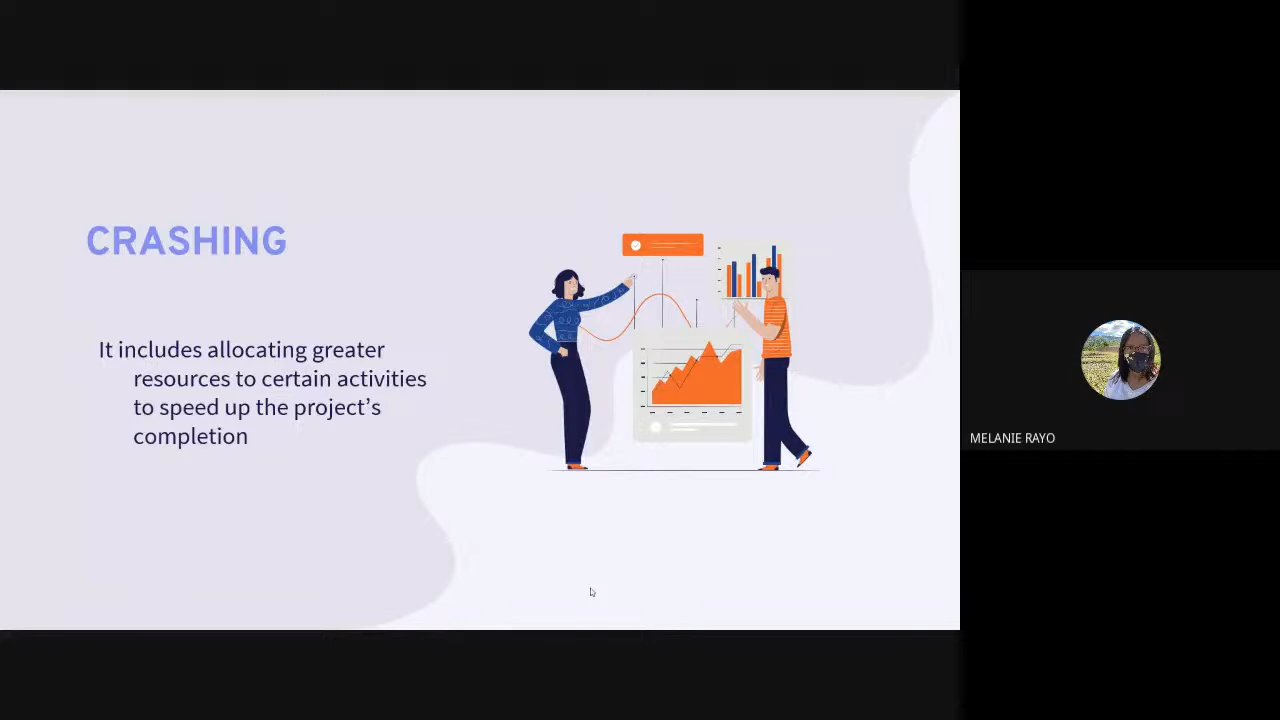 CRASHING
It includes allocating greater
resources to certain activities
to speed up the project’s
completion
MELANIE RAYO